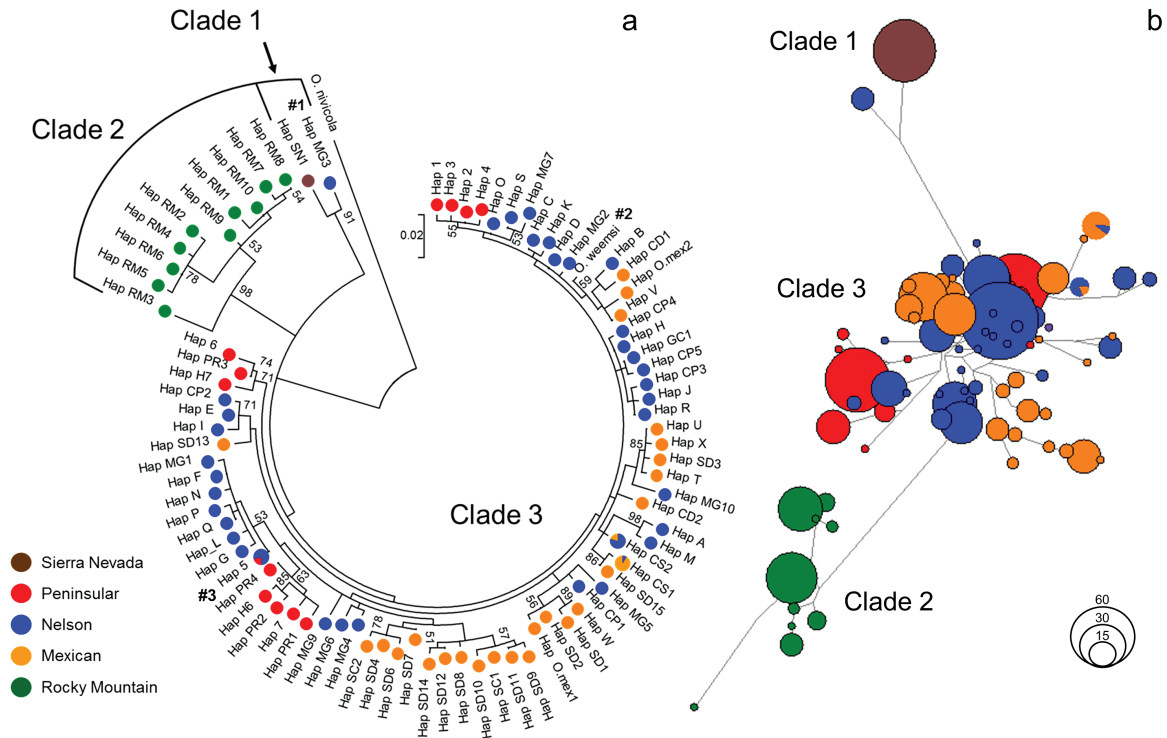 a
b
Clade 1
Clade 2
#1
O. nivicola
Hap MG3
Hap SN1
Hap RM8
Hap RM7
Hap RM10
Hap RM1
Hap RM9
Hap RM2
Hap RM4
Hap RM6
Hap RM5
Hap RM3
54
91
53
78
98
0.02
Hap 1
Hap 3
Hap 2
Hap 4
Hap O
Hap S
Hap MG7
Hap C
Hap K
Hap D
Hap MG2
O. weemsi
#2
Hap B
Hap CD1
Hap O.mex2
Hap V
Hap CP4
Hap H
Hap GC1
Hap CP5
Hap CP3
Hap J
Hap R
Hap U
Hap X
Hap SD3
Hap T
Hap MG10
Hap CD2
Hap A
Hap M
Hap CS2
Hap CS1
Hap SD15
Hap MG5
Hap CP1
Hap W
Hap SD1
Hap SD2
Hap O.mex1
Hap SD9
Hap SD11
Hap SC1
Hap SD10
Hap SD8
Hap SD12
Hap SD14
Hap SD7
Hap SD6
Hap SD4
Hap SC2
Hap MG4
Hap MG6
Hap MG9
Hap PR1
Hap 7
Hap PR2
Hap H6
Hap PR4
#3
Hap 5
Hap G
Hap_L
Hap Q
Hap P
Hap N
Hap F
Hap MG1
Hap SD13
Hap I
Hap E
Hap CP2
Hap H7
Hap PR3
Hap 6
55
53
59
85
98
86
89
56
57
51
78
63
85
53
71
71
74
Clade 3
Sierra Nevada
Peninsular
Nelson
Mexican
Rocky Mountain
Clade 1
Clade 3
Clade 2
60
30
15